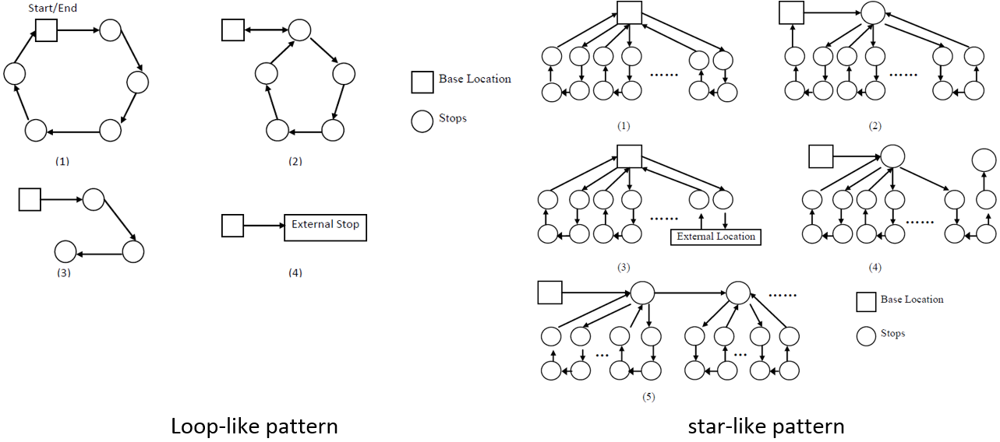 Start/End
(1)
(2)
Base Location
Stops
(3)
External Stop
(4)
......
(1)
......
(2)
......
External Location
(3)
......
(4)
......
...
...
(5)
Base Location
Stops
Loop-like pattern
star-like pattern